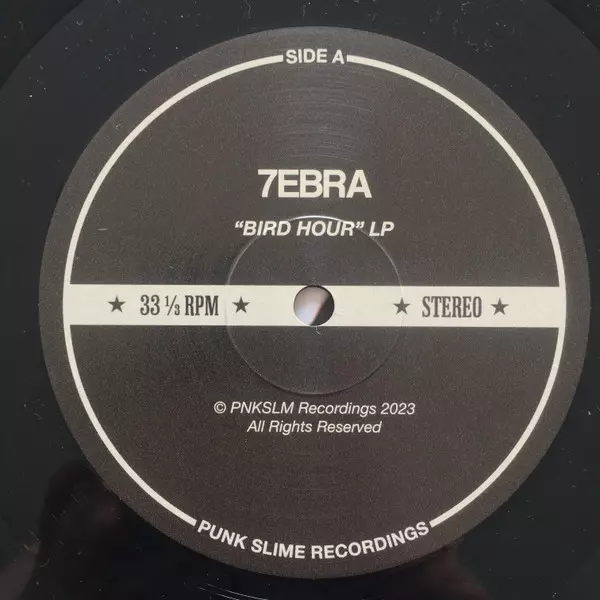 SIDE A
7EBRA
“BIRD HOUR” LP
★ 33 ⅓ RPM ★ ★ STEREO ★
© PNKSLM Recordings 2023
All Rights Reserved
PUNK SLIME RECORDINGS